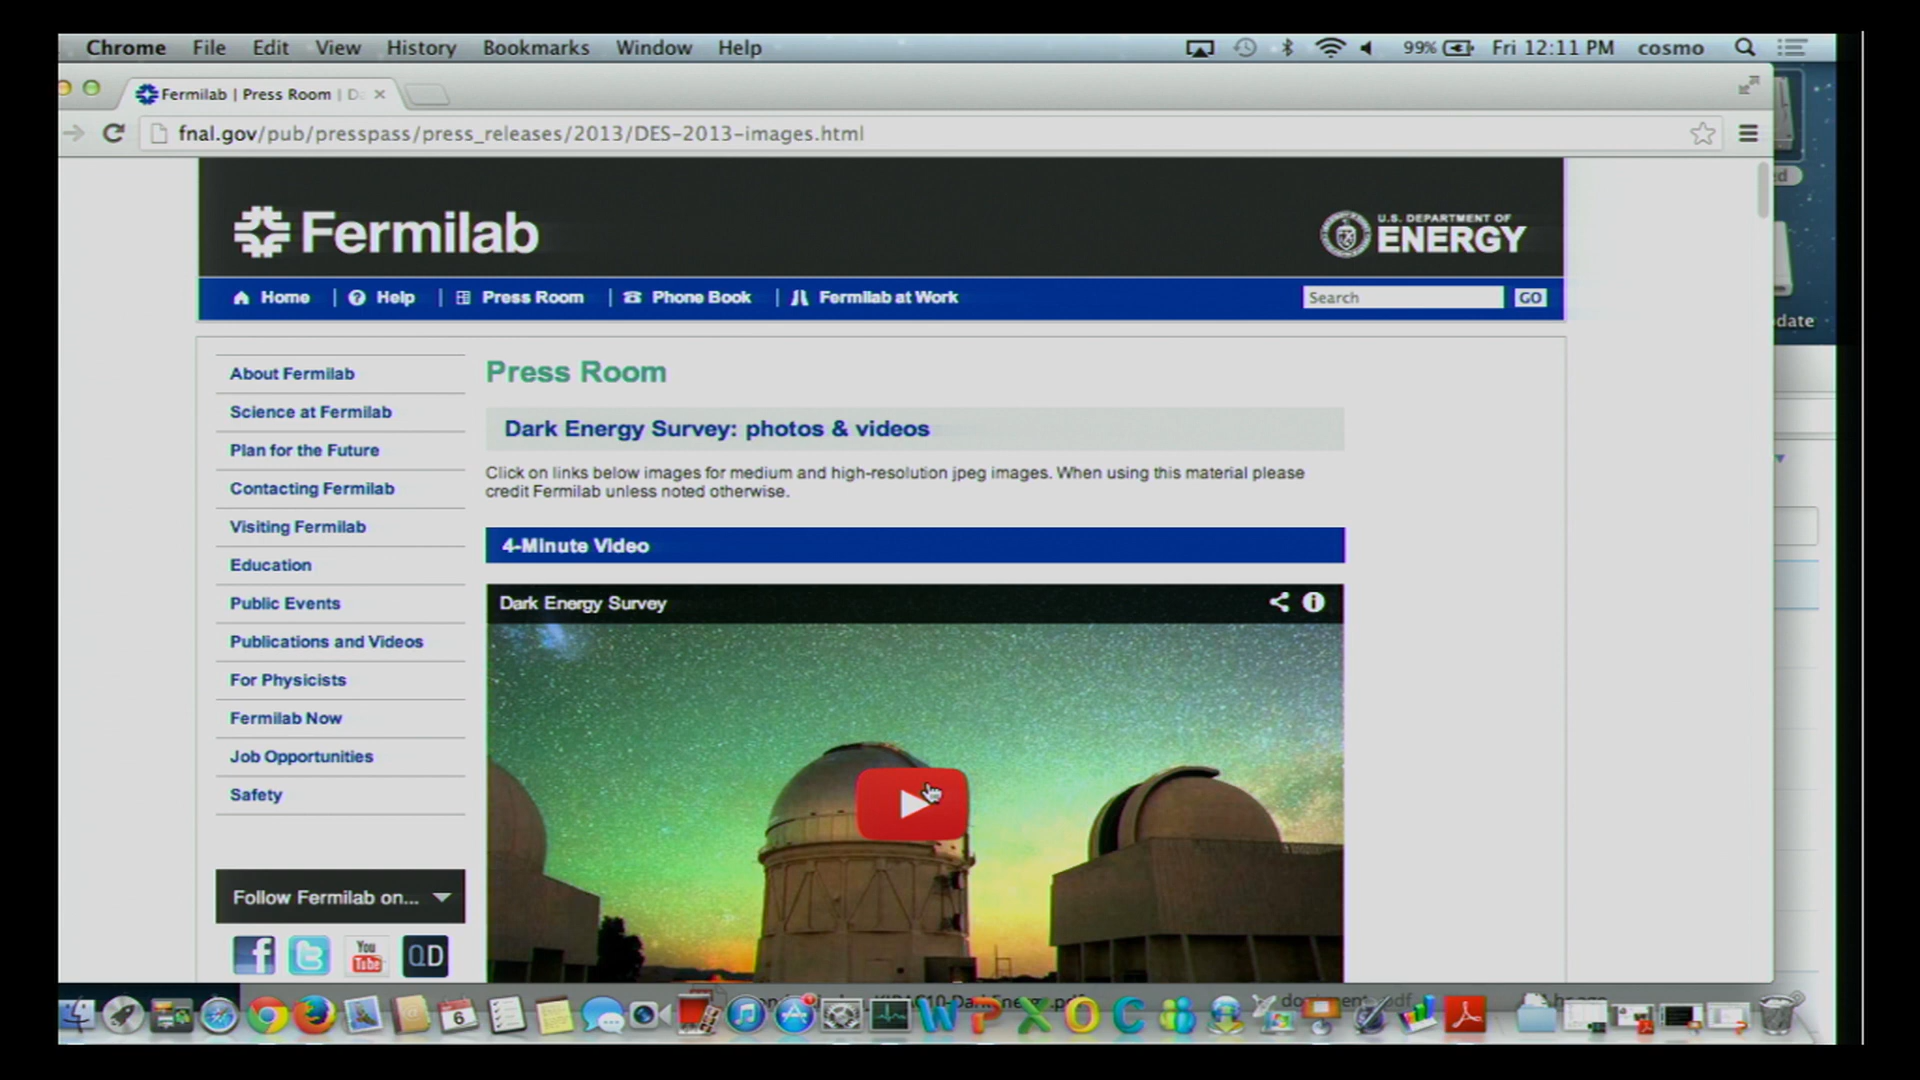 Chrome File Edit View History Bookmarks Window Help 99% Fri 12:11 PM cosmo
Fermilab | Press Room | D
fnal.gov/pub/presspass/press_releases/2013/DES-2013-images.html
Fermilab
U.S. DEPARTMENT OF
ENERGY
Home | Help | Press Room | Phone Book | Fermilab at Work Search GO
date
About Fermilab
Science at Fermilab
Plan for the Future
Contacting Fermilab
Visiting Fermilab
Education
Public Events
Publications and Videos
For Physicists
Fermilab Now
Job Opportunities
Safety
Follow Fermilab on...
f t You Tube QD
Press Room
Dark Energy Survey: photos & videos
Click on links below images for medium and high-resolution jpeg images. When using this material please
credit Fermilab unless noted otherwise.
4-Minute Video
Dark Energy Survey
6